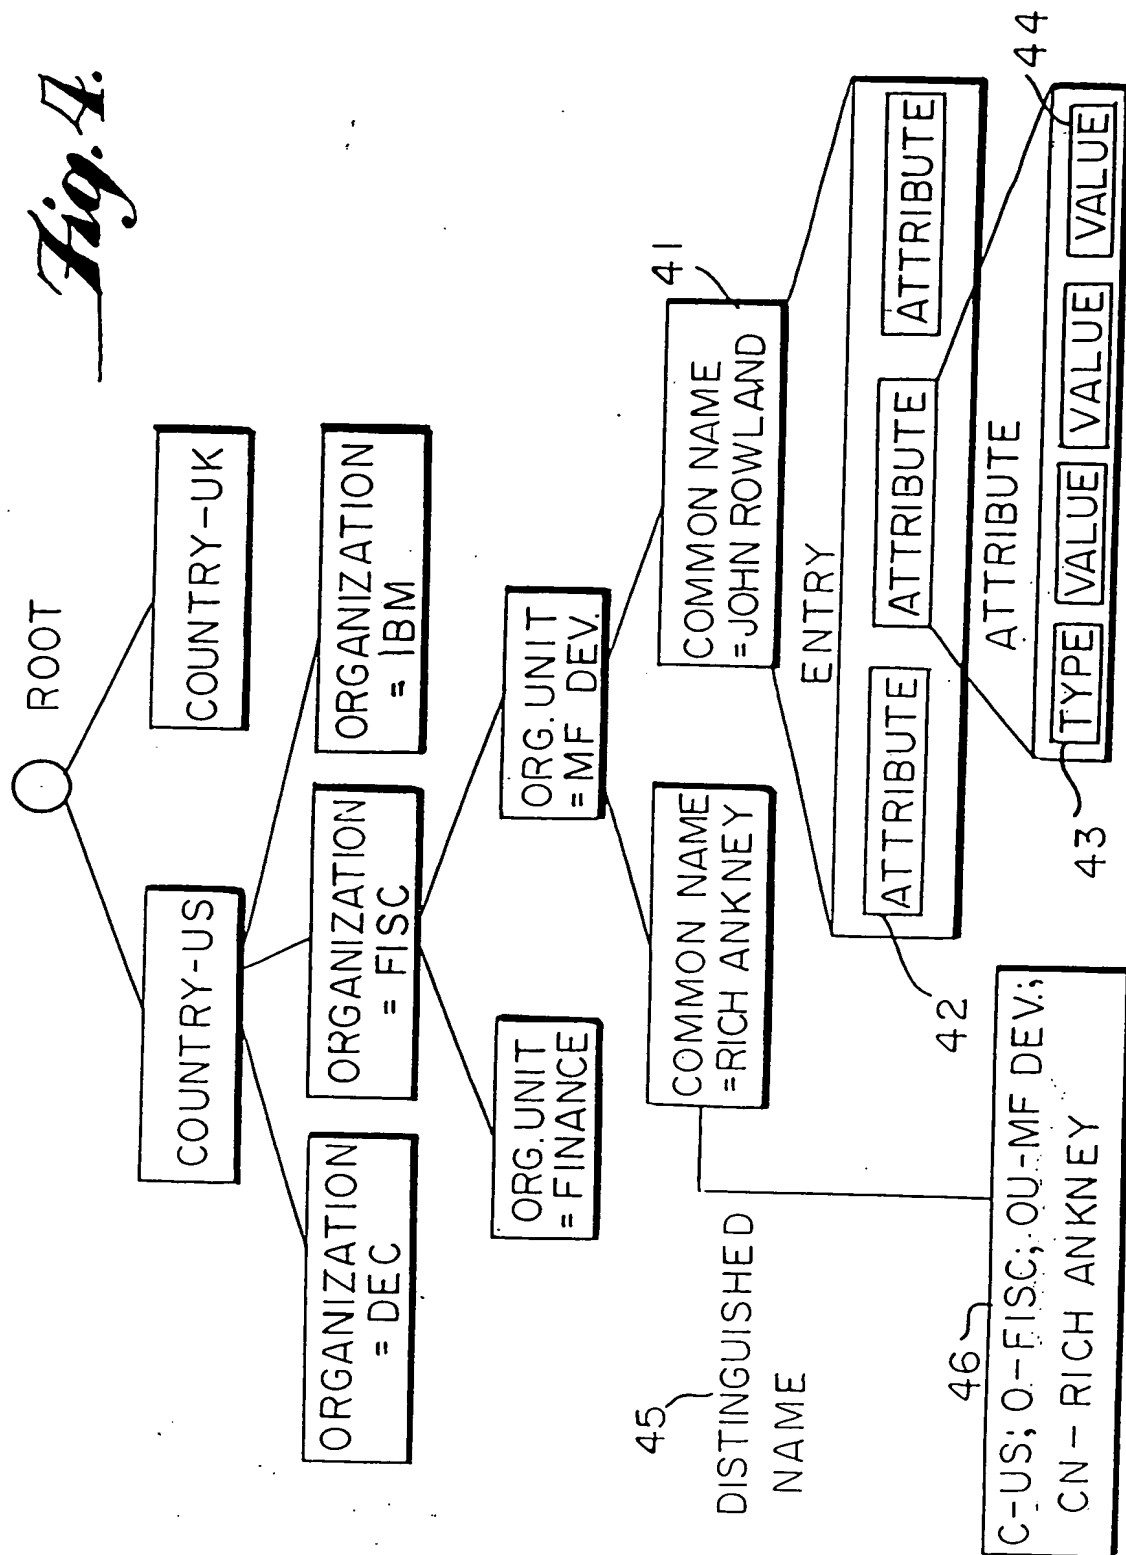 Fig. 4.
ROOT
COUNTRY-US
COUNTRY-UK
ORGANIZATION
= DEC
ORGANIZATION
= FISC
ORGANIZATION
= IBM
ORG. UNIT
= FINANCE
ORG. UNIT
=MF DEV.
45
DISTINGUISHED
NAME
COMMON NAME
=RICH ANKNEY
COMMON NAME
=JOHN ROWLAND
41
ENTRY
42
ATTRIBUTE
ATTRIBUTE
ATTRIBUTE
46
C-US; O-FISC; OU-MF DEV.;
CN-RICH ANKNEY
ATTRIBUTE
43
TYPE
VALUE
VALUE
VALUE
44